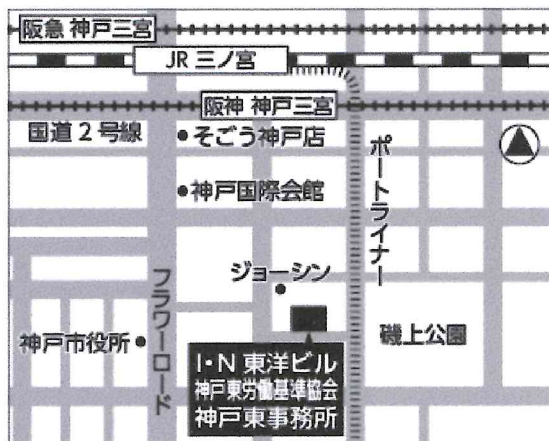 阪急 神戸三宮
JR 三ノ宮
阪神 神戸三宮
国道2号線
そごう神戸店
神戸国際会館
ポートライナー
ジョーシン
フラワーロード
神戸市役所
磯上公園
I・N 東洋ビル
神戸東労働基準協会
神戸東事務所